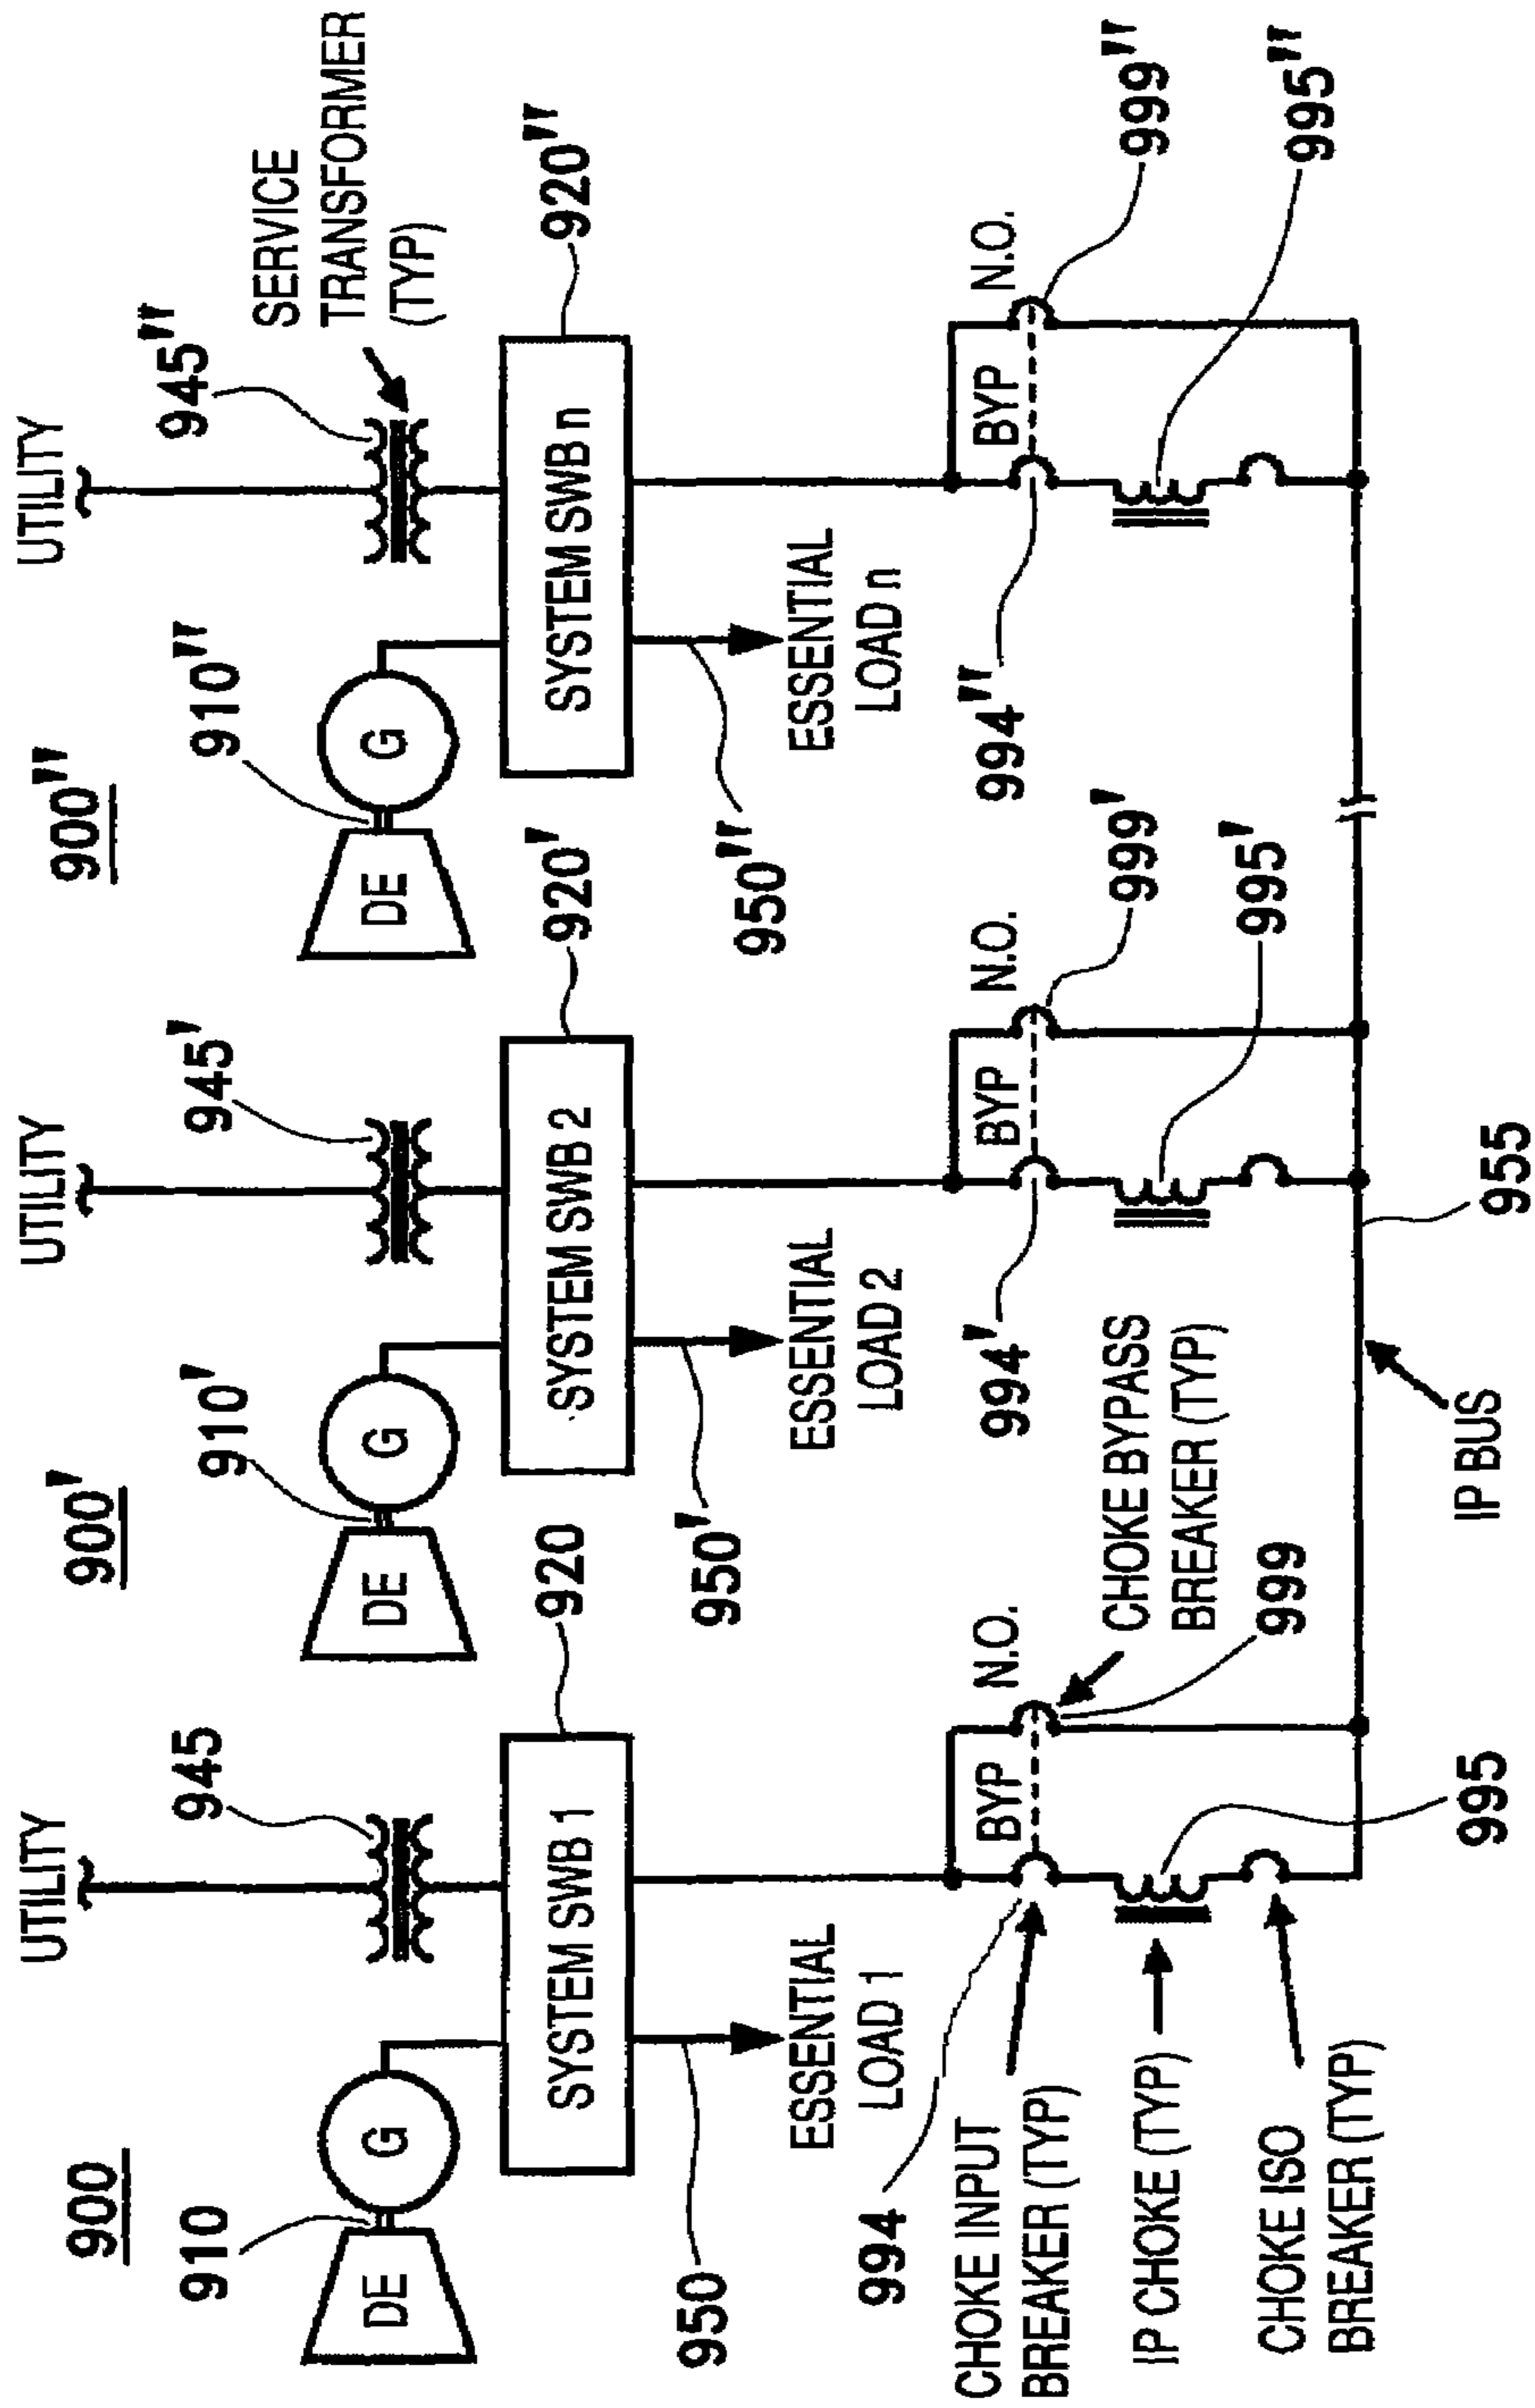 900
910
DE
G
UTILITY
945
SYSTEM SWB 1
920
950
ESSENTIAL
LOAD 1
994
CHOKE INPUT
BREAKER (TYP)
IP CHOKE (TYP)
CHOKE ISO
BREAKER (TYP)
BYP
N.O.
CHOKE BYPASS
BREAKER (TYP)
999
995
900'
910'
DE
G
UTILITY
945'
SYSTEM SWB 2
920'
950'
ESSENTIAL
LOAD 2
994'
BYP
N.O.
999'
995'
IP BUS
955
900"
910"
DE
G
UTILITY
945"
SERVICE
TRANSFORMER
(TYP)
SYSTEM SWB n
920"
950"
ESSENTIAL
LOAD n
994"
BYP
N.O.
999"
995"